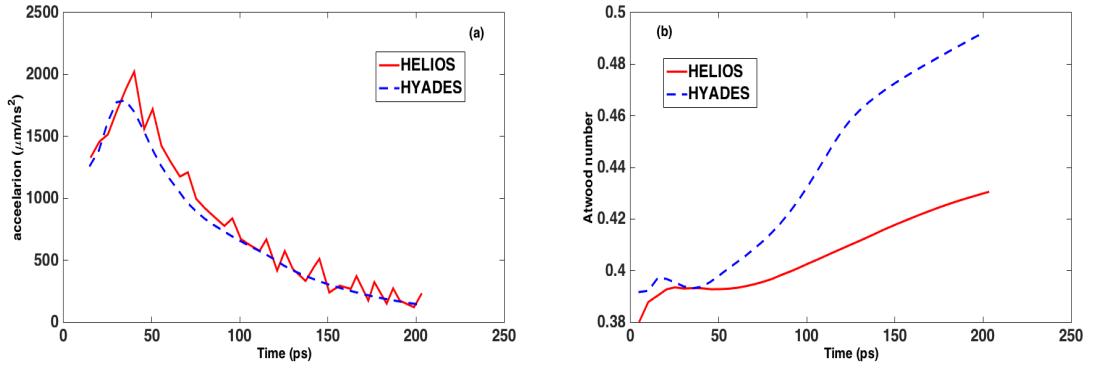 2500
2000
1500
1000
500
0
0
50
100
150
200
250
acceelarion (μm/ns²)
Time (ps)
(a)
HELIOS
HYADES
0.5
0.48
0.46
0.44
0.42
0.4
0.38
0
50
100
150
200
250
Atwood number
Time (ps)
(b)
HELIOS
HYADES